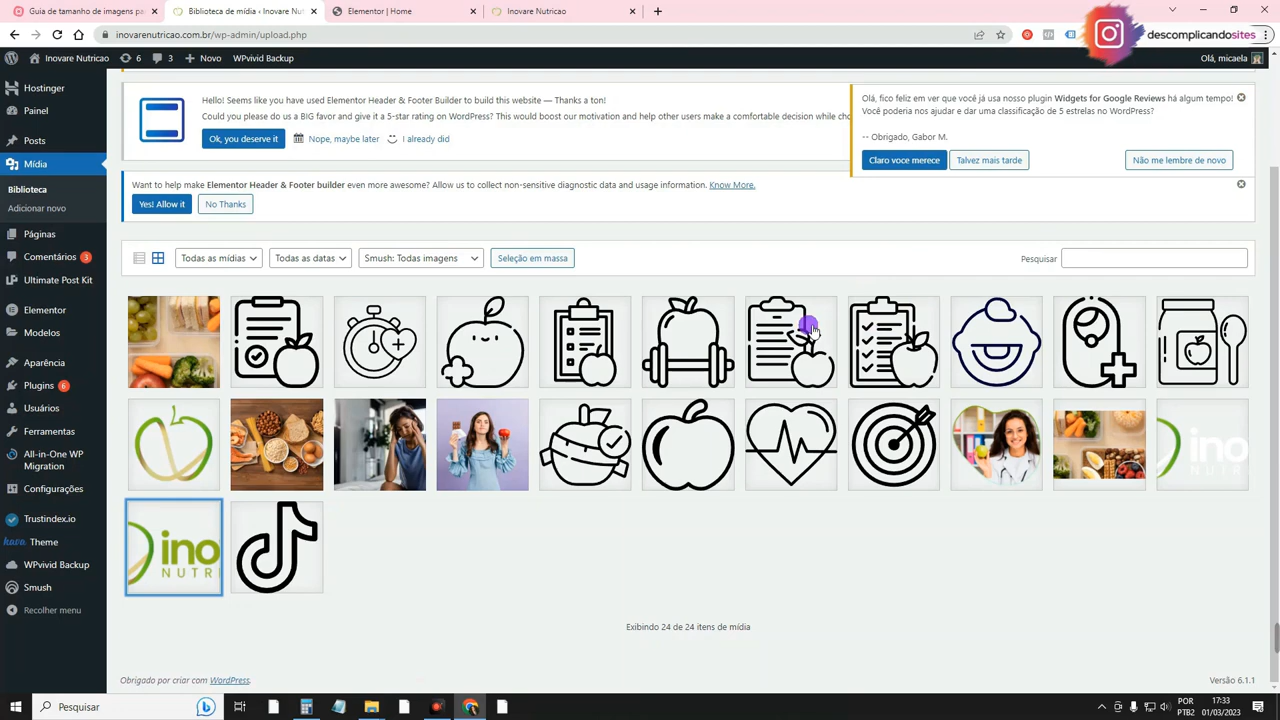 Guia de tamanho de imagens pa
Biblioteca de mídia ‹ Inovare Nutric
Elementor | Home
Inovare Nutricao
inovarenutricao.com.br/wp-admin/upload.php
descomplicandosites
Inovare Nutricao
6
3
Novo
WPvivid Backup
Olá, micaela
Hostinger
Painel
Posts
Mídia
Biblioteca
Adicionar novo
Páginas
Comentários 3
Ultimate Post Kit
Elementor
Modelos
Aparência
Plugins 6
Usuários
Ferramentas
All-in-One WP
Migration
Configurações
Trustindex.io
kava Theme
WPvivid Backup
Smush
Recolher menu
Hello! Seems like you have used Elementor Header & Footer Builder to build this website — Thanks a ton!
Could you please do us a BIG favor and give it a 5-star rating on WordPress? This would boost our motivation and help other users make a comfortable decision while cho
Ok, you deserve it
Nope, maybe later
I already did
Olá, fico feliz em ver que você já usa nosso plugin Widgets for Google Reviews há algum tempo!
Você poderia nos ajudar e dar uma classificação de 5 estrelas no WordPress?
-- Obrigado, Gabor M.
Claro voce merece
Talvez mais tarde
Não me lembre de novo
Want to help make Elementor Header & Footer builder even more awesome? Allow us to collect non-sensitive diagnostic data and usage information. Know More.
Yes! Allow it
No Thanks
Todas as mídias
Todas as datas
Smush: Todas imagens
Seleção em massa
Pesquisar
ino
NUTR
ino
NUTRI
Exibindo 24 de 24 itens de mídia
Obrigado por criar com WordPress.
Versão 6.1.1
Pesquisar
POR
PTB2
17:33
01/03/2023